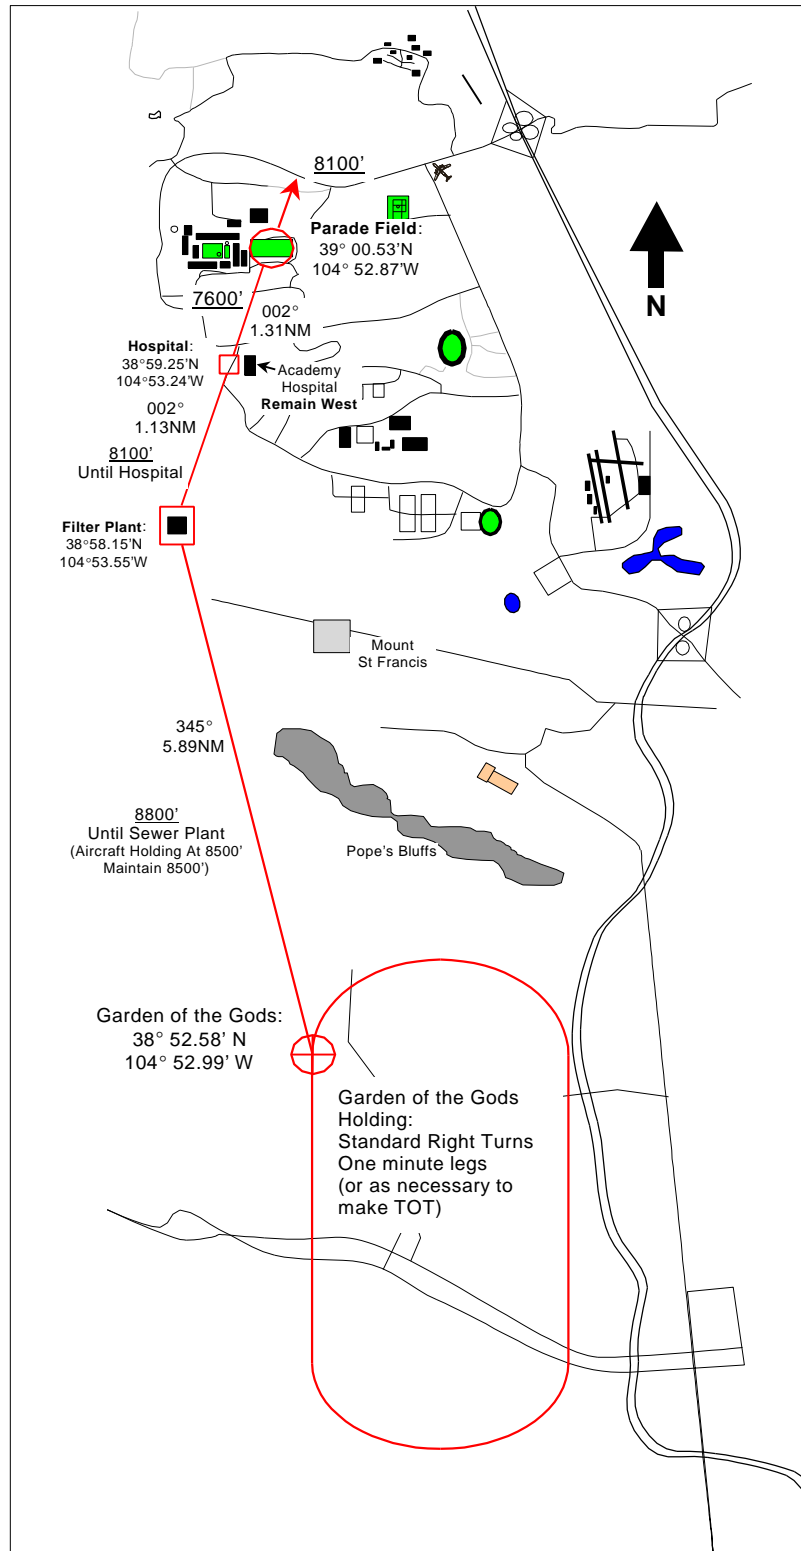 8100'
Parade Field:
39° 00.53'N
104° 52.87'W
N
7600'
002°
1.31NM
Hospital:
38°59.25'N
104°53.24'W
Academy
Hospital
Remain West
002°
1.13NM
8100'
Until Hospital
Filter Plant:
38°58.15'N
104°53.55'W
Mount
St Francis
345°
5.89NM
8800'
Until Sewer Plant
(Aircraft Holding At 8500'
Maintain 8500')
Pope's Bluffs
Garden of the Gods:
38° 52.58' N
104° 52.99' W
Garden of the Gods
Holding:
Standard Right Turns
One minute legs
(or as necessary to
make TOT)